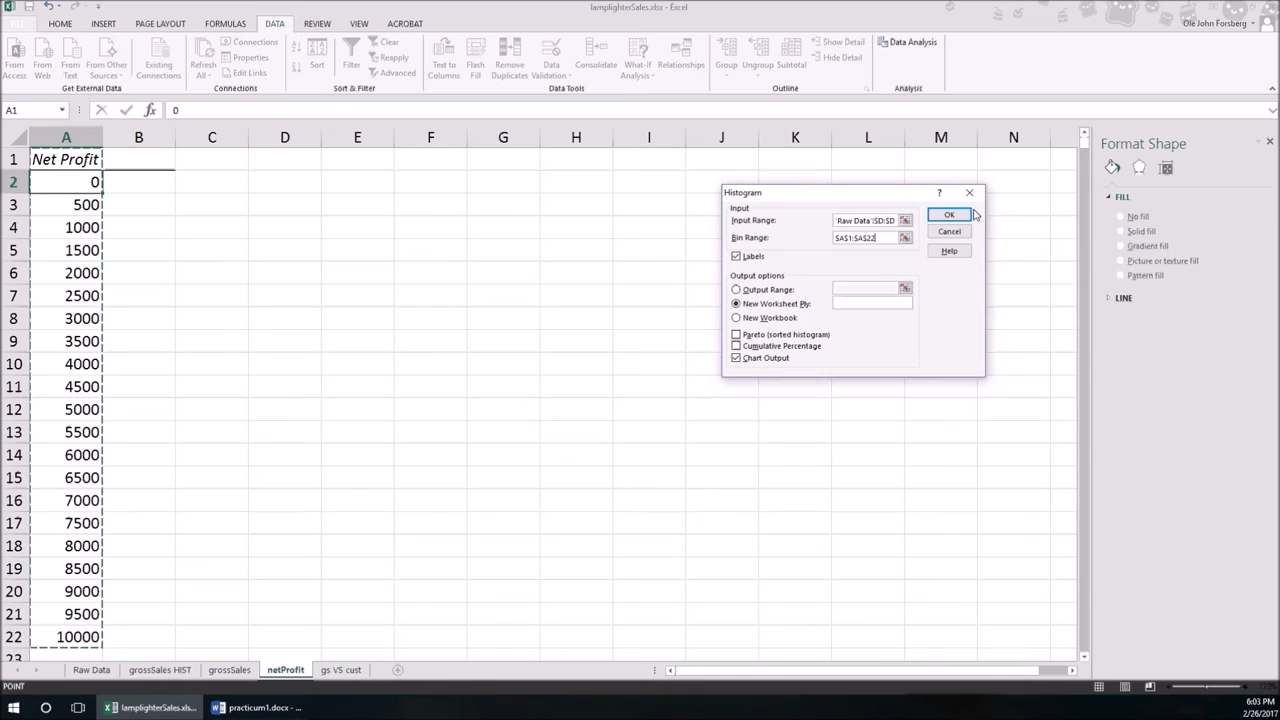 lamplighterSales.xlsx - Excel
FILE HOME INSERT PAGE LAYOUT FORMULAS DATA REVIEW VIEW ACROBAT
Ole John Forsberg
From Access
From Web
From Text
From Other Sources
Existing Connections
Refresh All
Connections
Properties
Edit Links
Sort
Filter
Clear
Reapply
Advanced
Text to Columns
Flash Fill
Remove Duplicates
Data Validation
Consolidate
What-If Analysis
Relationships
Group
Ungroup
Subtotal
Show Detail
Hide Detail
Data Analysis
Get External Data
Connections
Sort & Filter
Data Tools
Outline
Analysis
A1 fx 0
A B C D E F G H I J K L M N
1 Net Profit
2 0
3 500
4 1000
5 1500
6 2000
7 2500
8 3000
9 3500
10 4000
11 4500
12 5000
13 5500
14 6000
15 6500
16 7000
17 7500
18 8000
19 8500
20 9000
21 9500
22 10000
23
Histogram ?
Input
Input Range: 'Raw Data'!$D:$D
Bin Range: $A$1:$A$22
Labels
OK
Cancel
Help
Output options
Output Range:
New Worksheet Ply:
New Workbook
Pareto (sorted histogram)
Cumulative Percentage
Chart Output
Format Shape
FILL
No fill
Solid fill
Gradient fill
Picture or texture fill
Pattern fill
LINE
Raw Data grossSales HIST grossSales netProfit gs VS cust
POINT
170%
lamplighterSales.xls...
practicum1.docx - ...
6:03 PM
2/26/2017